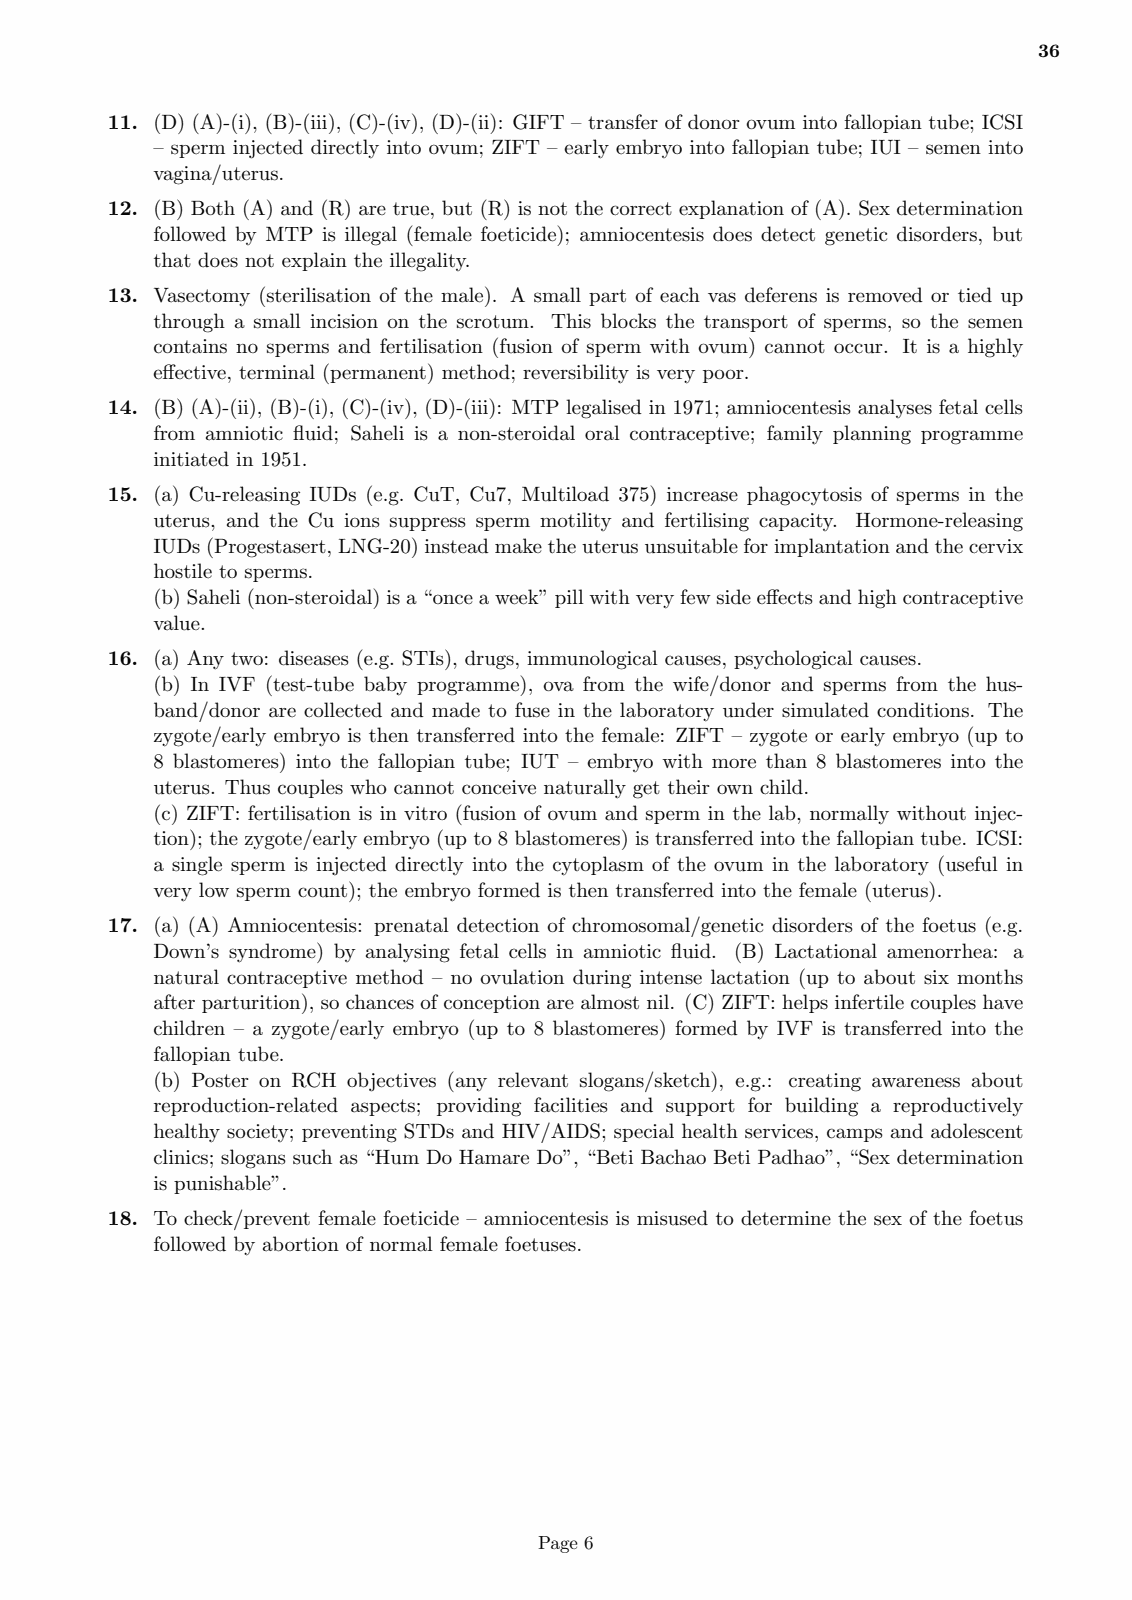 36
11. (D) (A)-(i), (B)-(iii), (C)-(iv), (D)-(ii): GIFT – transfer of donor ovum into fallopian tube; ICSI
– sperm injected directly into ovum; ZIFT – early embryo into fallopian tube; IUI – semen into
vagina/uterus.
12. (B) Both (A) and (R) are true, but (R) is not the correct explanation of (A). Sex determination
followed by MTP is illegal (female foeticide); amniocentesis does detect genetic disorders, but
that does not explain the illegality.
13. Vasectomy (sterilisation of the male). A small part of each vas deferens is removed or tied up
through a small incision on the scrotum. This blocks the transport of sperms, so the semen
contains no sperms and fertilisation (fusion of sperm with ovum) cannot occur. It is a highly
effective, terminal (permanent) method; reversibility is very poor.
14. (B) (A)-(ii), (B)-(i), (C)-(iv), (D)-(iii): MTP legalised in 1971; amniocentesis analyses fetal cells
from amniotic fluid; Saheli is a non-steroidal oral contraceptive; family planning programme
initiated in 1951.
15. (a) Cu-releasing IUDs (e.g. CuT, Cu7, Multiload 375) increase phagocytosis of sperms in the
uterus, and the Cu ions suppress sperm motility and fertilising capacity. Hormone-releasing
IUDs (Progestasert, LNG-20) instead make the uterus unsuitable for implantation and the cervix
hostile to sperms.
(b) Saheli (non-steroidal) is a “once a week” pill with very few side effects and high contraceptive
value.
16. (a) Any two: diseases (e.g. STIs), drugs, immunological causes, psychological causes.
(b) In IVF (test-tube baby programme), ova from the wife/donor and sperms from the hus-
band/donor are collected and made to fuse in the laboratory under simulated conditions. The
zygote/early embryo is then transferred into the female: ZIFT – zygote or early embryo (up to
8 blastomeres) into the fallopian tube; IUT – embryo with more than 8 blastomeres into the
uterus. Thus couples who cannot conceive naturally get their own child.
(c) ZIFT: fertilisation is in vitro (fusion of ovum and sperm in the lab, normally without injec-
tion); the zygote/early embryo (up to 8 blastomeres) is transferred into the fallopian tube. ICSI:
a single sperm is injected directly into the cytoplasm of the ovum in the laboratory (useful in
very low sperm count); the embryo formed is then transferred into the female (uterus).
17. (a) (A) Amniocentesis: prenatal detection of chromosomal/genetic disorders of the foetus (e.g.
Down’s syndrome) by analysing fetal cells in amniotic fluid. (B) Lactational amenorrhea: a
natural contraceptive method – no ovulation during intense lactation (up to about six months
after parturition), so chances of conception are almost nil. (C) ZIFT: helps infertile couples have
children – a zygote/early embryo (up to 8 blastomeres) formed by IVF is transferred into the
fallopian tube.
(b) Poster on RCH objectives (any relevant slogans/sketch), e.g.: creating awareness about
reproduction-related aspects; providing facilities and support for building a reproductively
healthy society; preventing STDs and HIV/AIDS; special health services, camps and adolescent
clinics; slogans such as “Hum Do Hamare Do”, “Beti Bachao Beti Padhao”, “Sex determination
is punishable”.
18. To check/prevent female foeticide – amniocentesis is misused to determine the sex of the foetus
followed by abortion of normal female foetuses.
Page 6